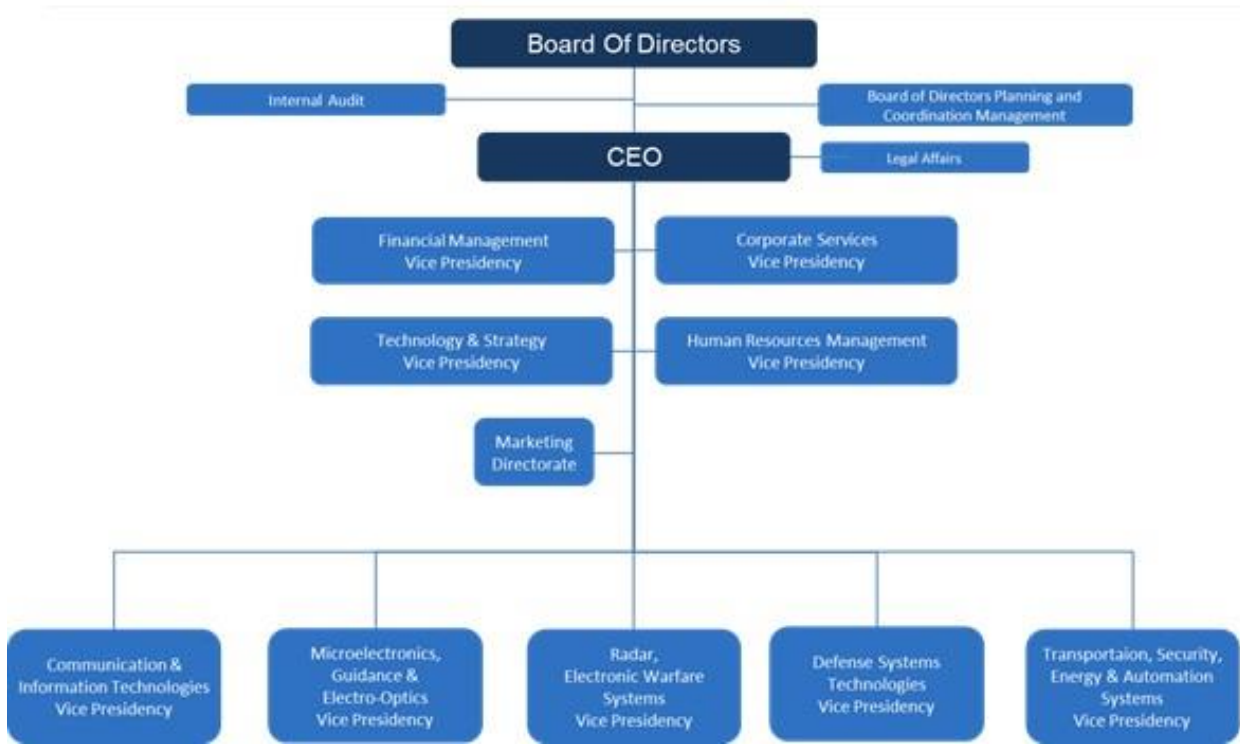 Board Of Directors
Internal Audit
Board of Directors Planning and
Coordination Management
CEO
Legal Affairs
Financial Management
Vice Presidency
Corporate Services
Vice Presidency
Technology & Strategy
Vice Presidency
Human Resources Management
Vice Presidency
Marketing
Directorate
Communication &
Information Technologies
Vice Presidency
Microelectronics,
Guidance &
Electro-Optics
Vice Presidency
Radar,
Electronic Warfare
Systems
Vice Presidency
Defense Systems
Technologies
Vice Presidency
Transportaion, Security,
Energy & Automation
Systems
Vice Presidency